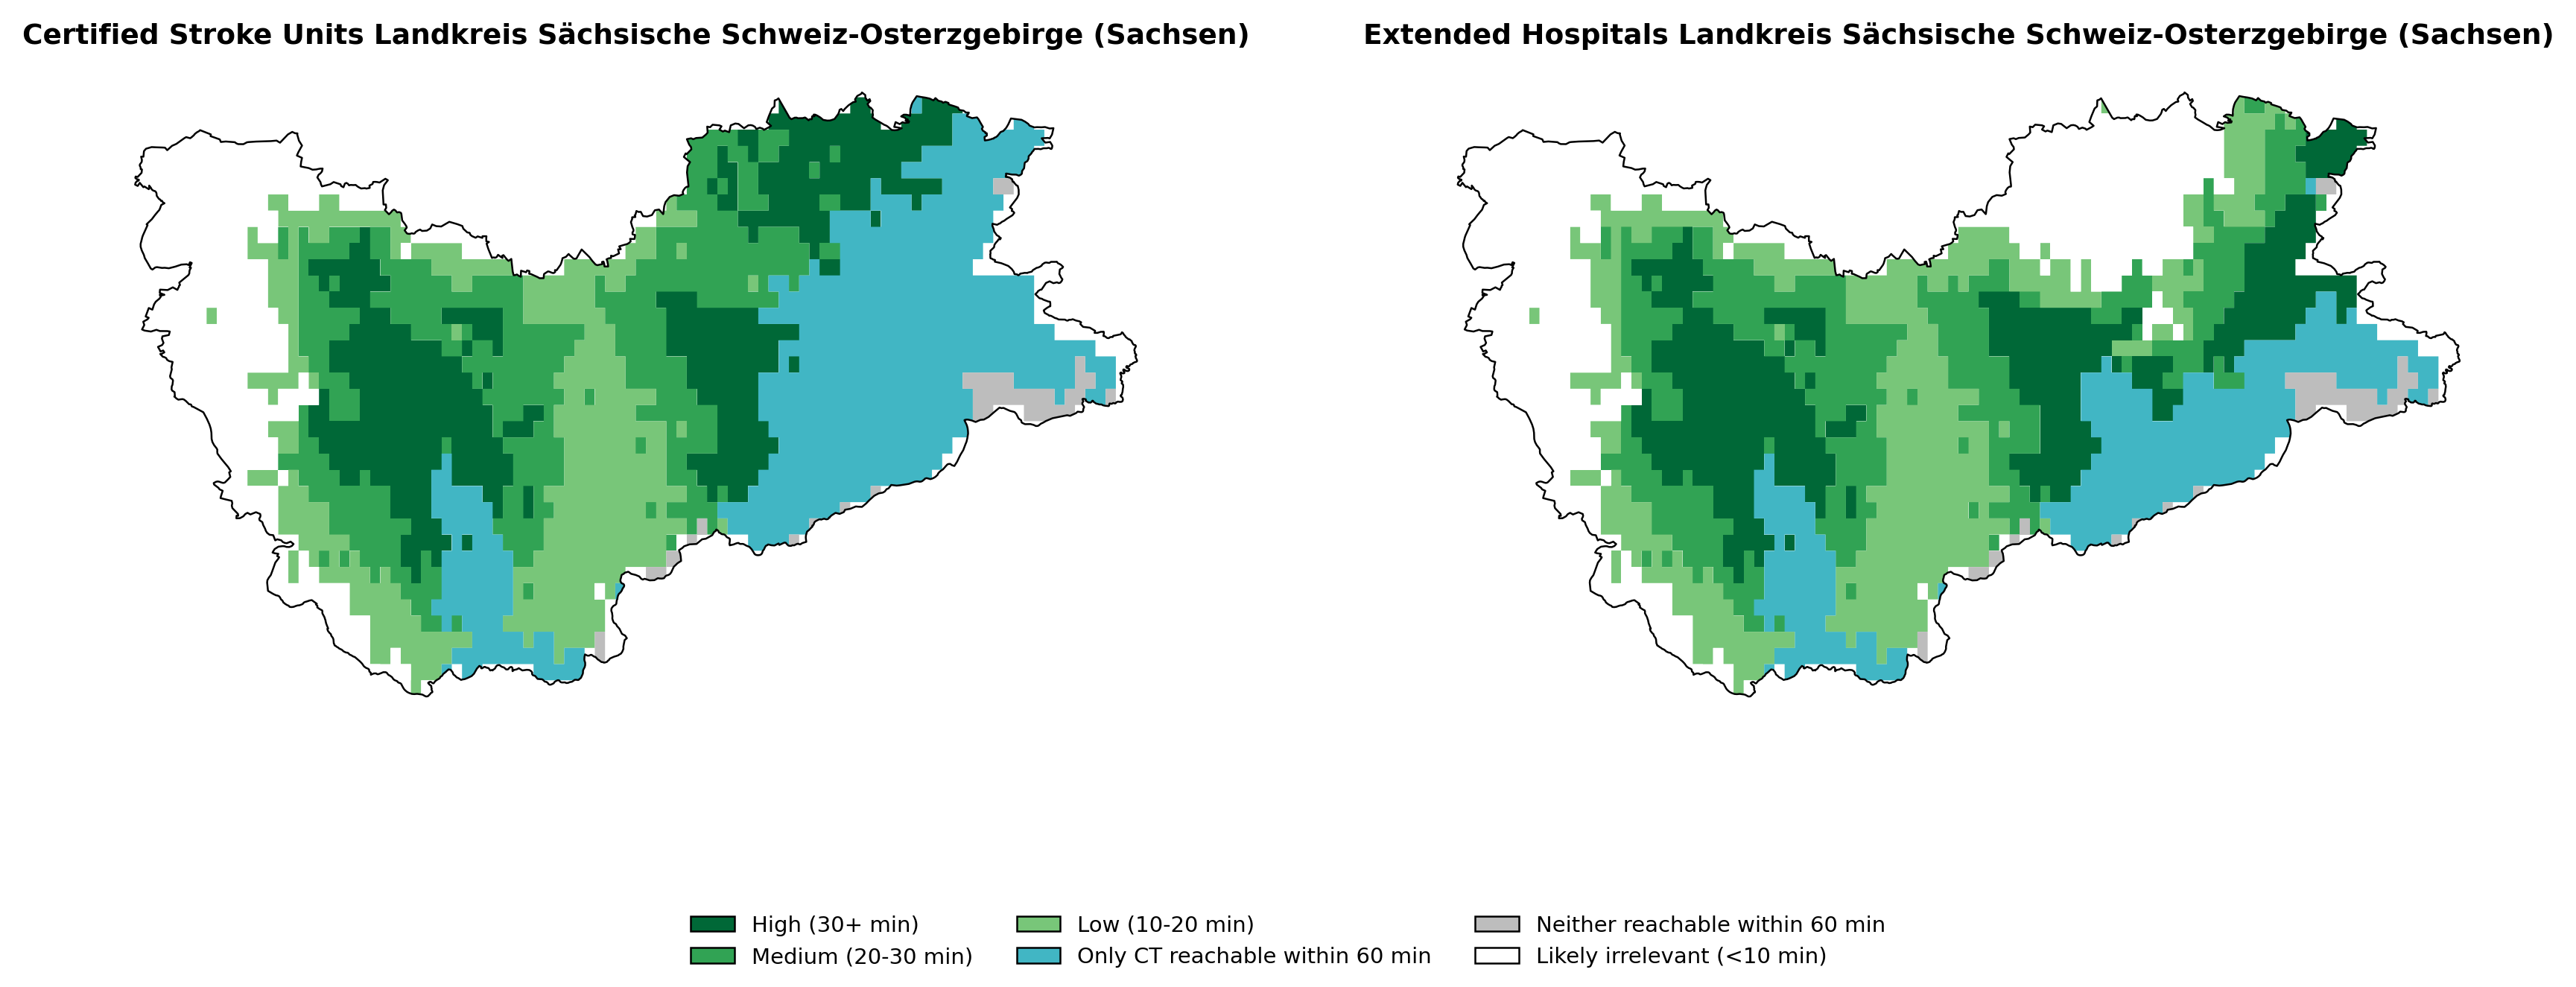 Certified Stroke Units Landkreis Sächsische Schweiz-Osterzgebirge (Sachsen)
Extended Hospitals Landkreis Sächsische Schweiz-Osterzgebirge (Sachsen)
High (30+ min)
Medium (20-30 min)
Low (10-20 min)
Only CT reachable within 60 min
Neither reachable within 60 min
Likely irrelevant (<10 min)